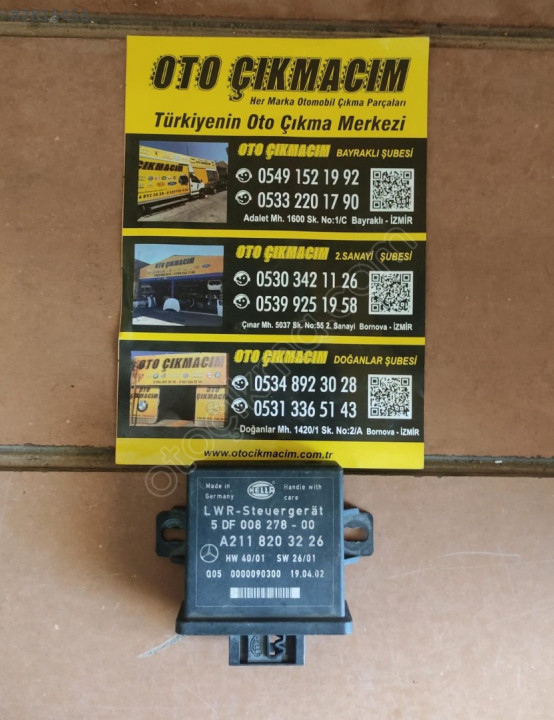 OTO ÇIKMACIM
Her Marka Otomobil Çıkma Parçaları
Türkiyenin Oto Çıkma Merkezi
OTO ÇIKMACIM BAYRAKLI ŞUBESİ
0549 152 19 92
0533 220 17 90
Adalet Mh. 1600 Sk. No:1/C Bayraklı - İZMİR
OTO ÇIKMACIM 2.SANAYİ ŞUBESİ
0530 342 11 26
0539 925 19 58
Çınar Mh. 5037 Sk. No:55 2. Sanayi Bornova - İZMİR
OTO ÇIKMACIM DOĞANLAR ŞUBESİ
OTO ÇIKMACIM
0534 892 30 28
0531 336 51 43
Doğanlar Mh. 1420/1 Sk. No:2/A Bornova - İZMİR
www.otocikmacim.com.tr
Made in Germany
HELLA
Handle with care
LWR-Steuergerät
5 DF 008 278 - 00
A211 820 32 26
HW 40/01 SW 26/01
Q05 0000090300 19.04.02